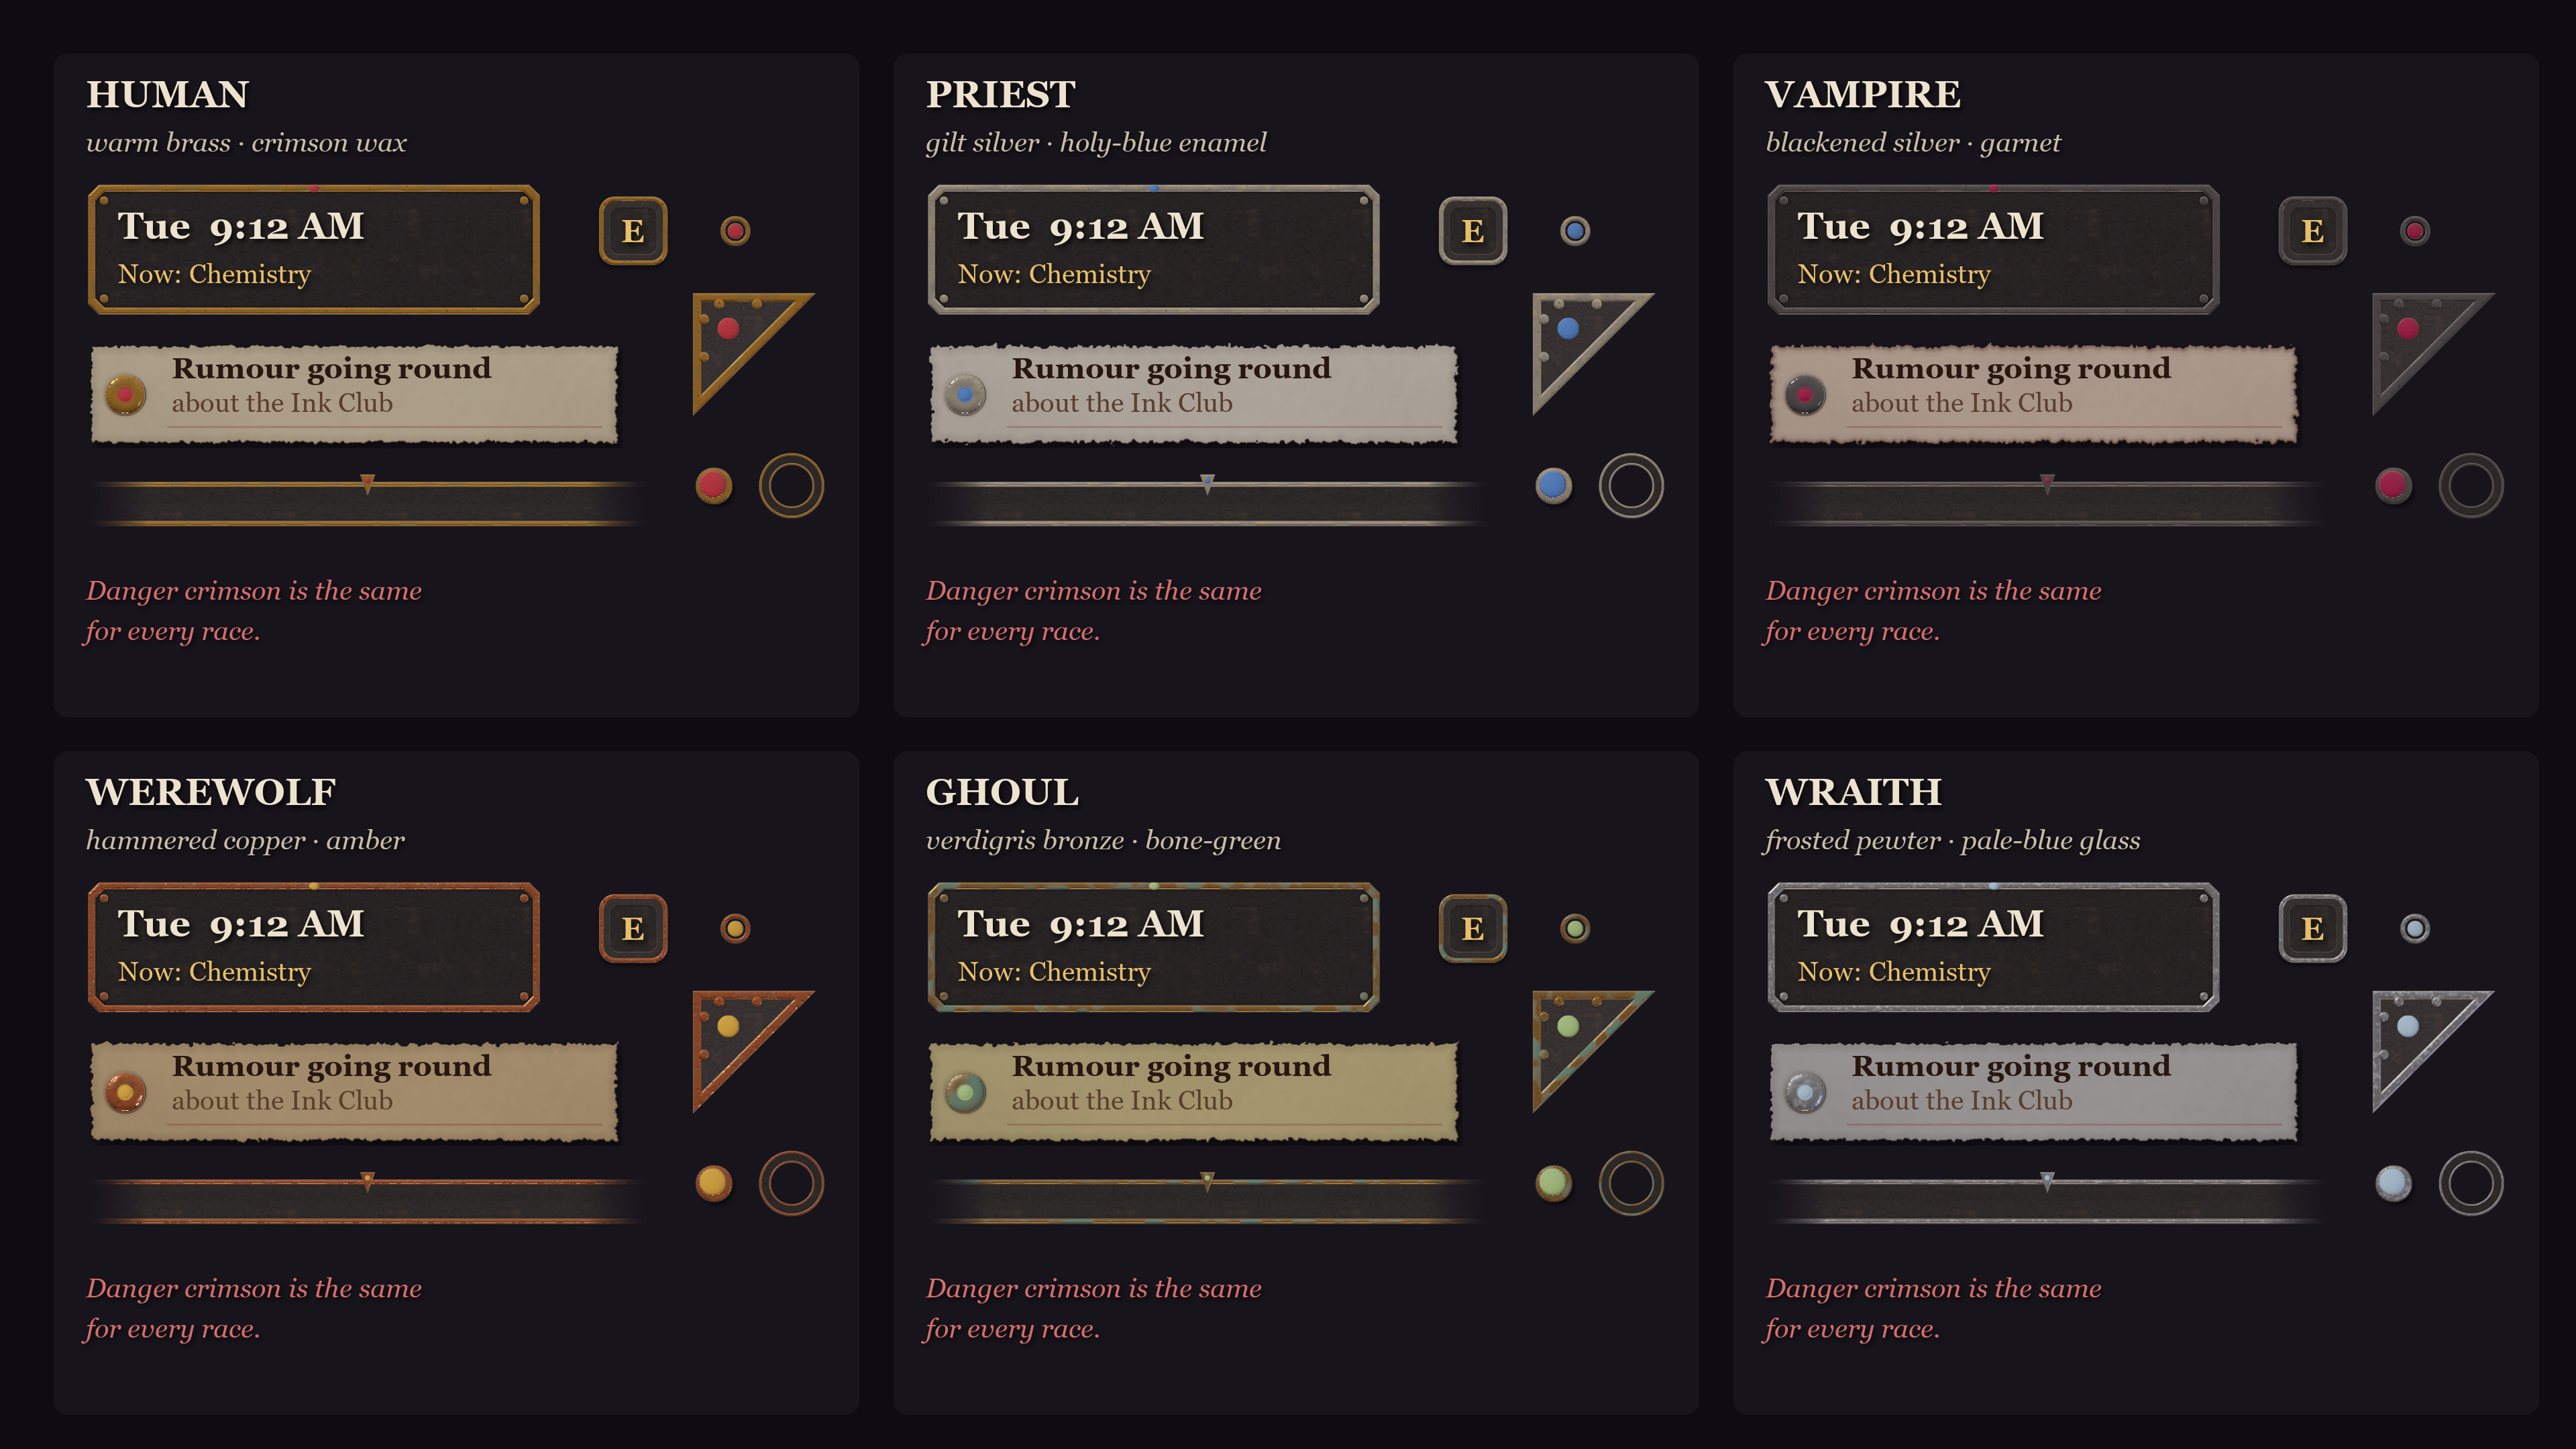 HUMAN
warm brass · crimson wax
Tue 9:12 AM
Now: Chemistry
E
Rumour going round
about the Ink Club
Danger crimson is the same
for every race.
PRIEST
gilt silver · holy-blue enamel
Tue 9:12 AM
Now: Chemistry
E
Rumour going round
about the Ink Club
Danger crimson is the same
for every race.
VAMPIRE
blackened silver · garnet
Tue 9:12 AM
Now: Chemistry
E
Rumour going round
about the Ink Club
Danger crimson is the same
for every race.
WEREWOLF
hammered copper · amber
Tue 9:12 AM
Now: Chemistry
E
Rumour going round
about the Ink Club
Danger crimson is the same
for every race.
GHOUL
verdigris bronze · bone-green
Tue 9:12 AM
Now: Chemistry
E
Rumour going round
about the Ink Club
Danger crimson is the same
for every race.
WRAITH
frosted pewter · pale-blue glass
Tue 9:12 AM
Now: Chemistry
E
Rumour going round
about the Ink Club
Danger crimson is the same
for every race.